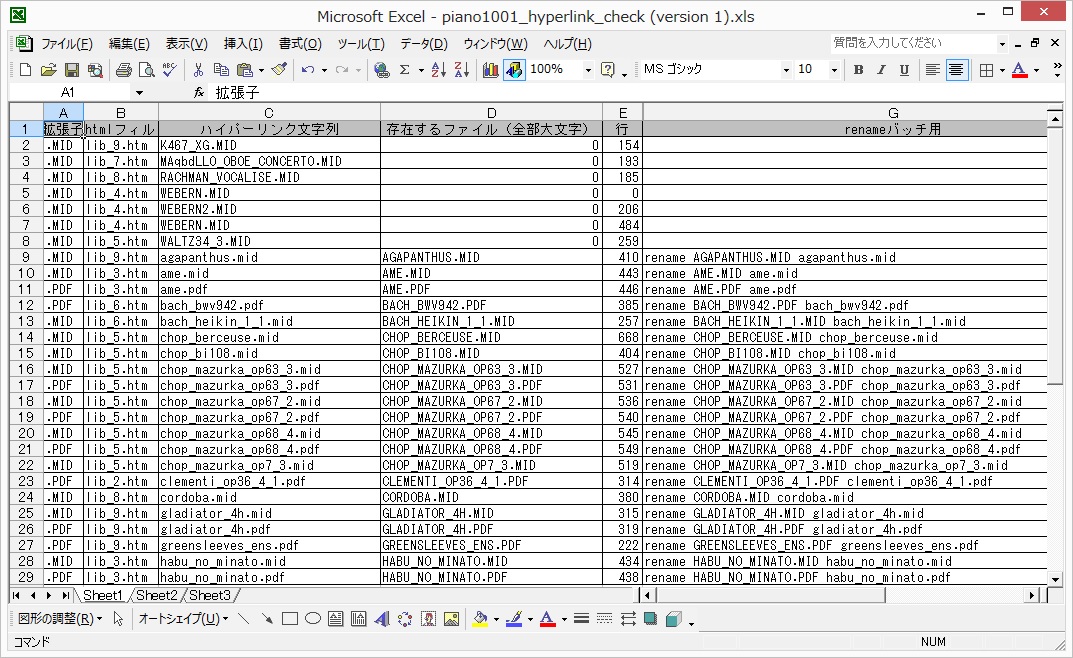 Microsoft Excel - piano1001_hyperlink_check (version 1).xls
ファイル(F) 編集(E) 表示(V) 挿入(I) 書式(O) ツール(T) データ(D) ウィンドウ(W) ヘルプ(H) 質問を入力してください
100% MS ゴシック 10 B I U
A1 fx 拡張子
A B C D E G
1 拡張子 htmlフィル ハイパーリンク文字列 存在するファイル（全部大文字） 行 renameバッチ用
2 .MID lib_9.htm K467_XG.MID 0 154
3 .MID lib_7.htm MAqbdLLO_OBOE_CONCERTO.MID 0 193
4 .MID lib_8.htm RACHMAN_VOCALISE.MID 0 185
5 .MID lib_4.htm WEBERN.MID 0 0
6 .MID lib_4.htm WEBERN2.MID 0 206
7 .MID lib_4.htm WEBERN.MID 0 484
8 .MID lib_5.htm WALTZ34_3.MID 0 259
9 .MID lib_9.htm agapanthus.mid AGAPANTHUS.MID 410 rename AGAPANTHUS.MID agapanthus.mid
10 .MID lib_3.htm ame.mid AME.MID 443 rename AME.MID ame.mid
11 .PDF lib_3.htm ame.pdf AME.PDF 446 rename AME.PDF ame.pdf
12 .PDF lib_6.htm bach_bwv942.pdf BACH_BWV942.PDF 385 rename BACH_BWV942.PDF bach_bwv942.pdf
13 .MID lib_6.htm bach_heikin_1_1.mid BACH_HEIKIN_1_1.MID 257 rename BACH_HEIKIN_1_1.MID bach_heikin_1_1.mid
14 .MID lib_5.htm chop_berceuse.mid CHOP_BERCEUSE.MID 668 rename CHOP_BERCEUSE.MID chop_berceuse.mid
15 .MID lib_5.htm chop_bi108.mid CHOP_BI108.MID 404 rename CHOP_BI108.MID chop_bi108.mid
16 .MID lib_5.htm chop_mazurka_op63_3.mid CHOP_MAZURKA_OP63_3.MID 527 rename CHOP_MAZURKA_OP63_3.MID chop_mazurka_op63_3.mid
17 .PDF lib_5.htm chop_mazurka_op63_3.pdf CHOP_MAZURKA_OP63_3.PDF 531 rename CHOP_MAZURKA_OP63_3.PDF chop_mazurka_op63_3.pdf
18 .MID lib_5.htm chop_mazurka_op67_2.mid CHOP_MAZURKA_OP67_2.MID 536 rename CHOP_MAZURKA_OP67_2.MID chop_mazurka_op67_2.mid
19 .PDF lib_5.htm chop_mazurka_op67_2.pdf CHOP_MAZURKA_OP67_2.PDF 540 rename CHOP_MAZURKA_OP67_2.PDF chop_mazurka_op67_2.pdf
20 .MID lib_5.htm chop_mazurka_op68_4.mid CHOP_MAZURKA_OP68_4.MID 545 rename CHOP_MAZURKA_OP68_4.MID chop_mazurka_op68_4.mid
21 .PDF lib_5.htm chop_mazurka_op68_4.pdf CHOP_MAZURKA_OP68_4.PDF 549 rename CHOP_MAZURKA_OP68_4.PDF chop_mazurka_op68_4.pdf
22 .MID lib_5.htm chop_mazurka_op7_3.mid CHOP_MAZURKA_OP7_3.MID 519 rename CHOP_MAZURKA_OP7_3.MID chop_mazurka_op7_3.mid
23 .PDF lib_2.htm clementi_op36_4_1.pdf CLEMENTI_OP36_4_1.PDF 314 rename CLEMENTI_OP36_4_1.PDF clementi_op36_4_1.pdf
24 .MID lib_8.htm cordoba.mid CORDOBA.MID 380 rename CORDOBA.MID cordoba.mid
25 .MID lib_9.htm gladiator_4h.mid GLADIATOR_4H.MID 315 rename GLADIATOR_4H.MID gladiator_4h.mid
26 .PDF lib_9.htm gladiator_4h.pdf GLADIATOR_4H.PDF 319 rename GLADIATOR_4H.PDF gladiator_4h.pdf
27 .PDF lib_9.htm greensleeves_ens.pdf GREENSLEEVES_ENS.PDF 222 rename GREENSLEEVES_ENS.PDF greensleeves_ens.pdf
28 .MID lib_3.htm habu_no_minato.mid HABU_NO_MINATO.MID 434 rename HABU_NO_MINATO.MID habu_no_minato.mid
29 .PDF lib_3.htm habu_no_minato.pdf HABU_NO_MINATO.PDF 438 rename HABU_NO_MINATO.PDF habu_no_minato.pdf
Sheet1 Sheet2 Sheet3
図形の調整(R) オートシェイプ(U)
コマンド NUM